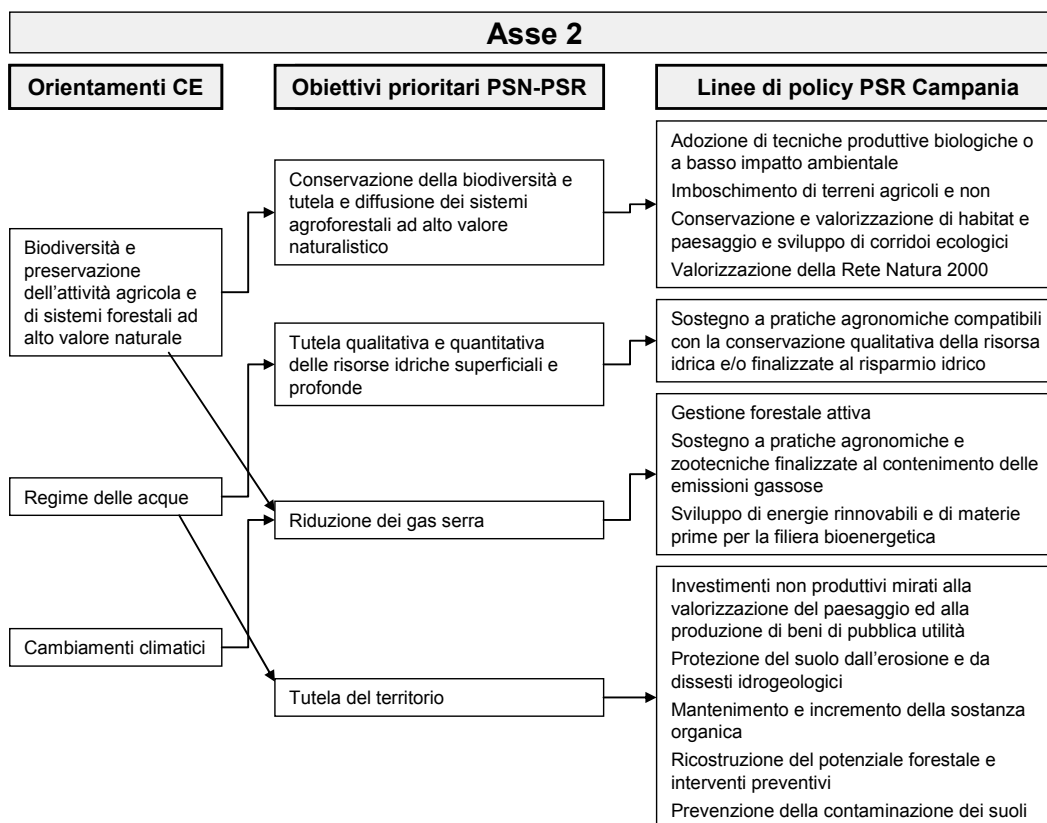 Asse 2
Orientamenti CE
Obiettivi prioritari PSN-PSR
Linee di policy PSR Campania
Biodiversità e
preservazione
dell'attività agricola e
di sistemi forestali ad
alto valore naturale
Regime delle acque
Cambiamenti climatici
Conservazione della biodiversità e
tutela e diffusione dei sistemi
agroforestali ad alto valore
naturalistico
Tutela qualitativa e quantitativa
delle risorse idriche superficiali e
profonde
Riduzione dei gas serra
Tutela del territorio
Adozione di tecniche produttive biologiche o
a basso impatto ambientale
Imboschimento di terreni agricoli e non
Conservazione e valorizzazione di habitat e
paesaggio e sviluppo di corridoi ecologici
Valorizzazione della Rete Natura 2000
Sostegno a pratiche agronomiche compatibili
con la conservazione qualitativa della risorsa
idrica e/o finalizzate al risparmio idrico
Gestione forestale attiva
Sostegno a pratiche agronomiche e
zootecniche finalizzate al contenimento delle
emissioni gassose
Sviluppo di energie rinnovabili e di materie
prime per la filiera bioenergetica
Investimenti non produttivi mirati alla
valorizzazione del paesaggio ed alla
produzione di beni di pubblica utilità
Protezione del suolo dall'erosione e da
dissesti idrogeologici
Mantenimento e incremento della sostanza
organica
Ricostruzione del potenziale forestale e
interventi preventivi
Prevenzione della contaminazione dei suoli